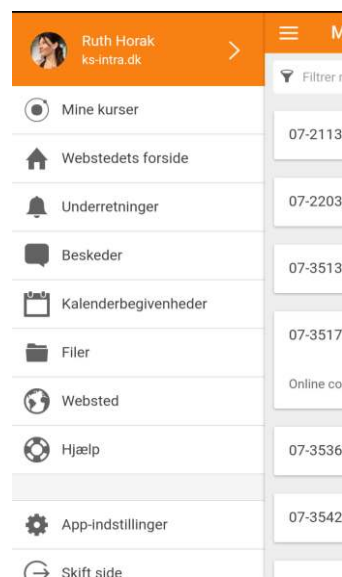 Ruth Horak
ks-intra.dk
Mine kurser
Webstedets forside
Underretninger
Beskeder
Kalenderbegivenheder
Filer
Websted
Hjælp
App-indstillinger
Skift side
M
Filtrer
07-2113
07-2203
07-3513
07-3517
Online co
07-3536
07-3542